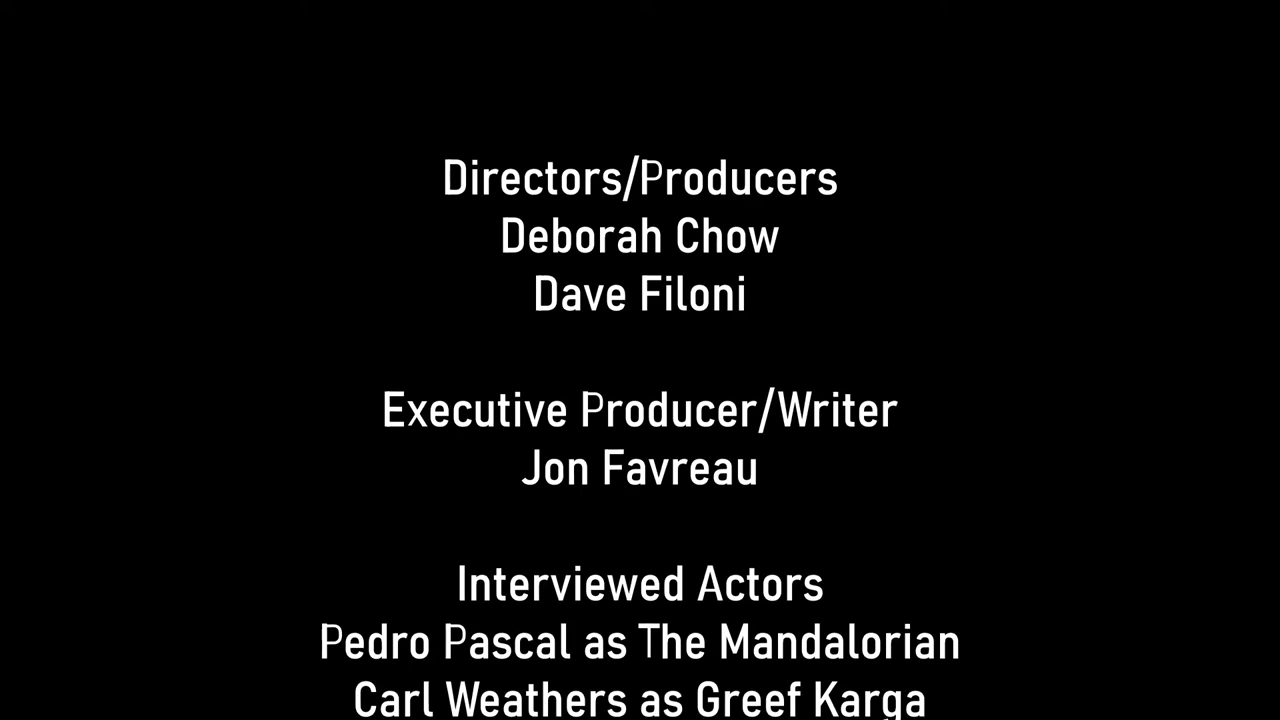 Directors/Producers
Deborah Chow
Dave Filoni
Executive Producer/Writer
Jon Favreau
Interviewed Actors
Pedro Pascal as The Mandalorian
Carl Weathers as Greef Karga